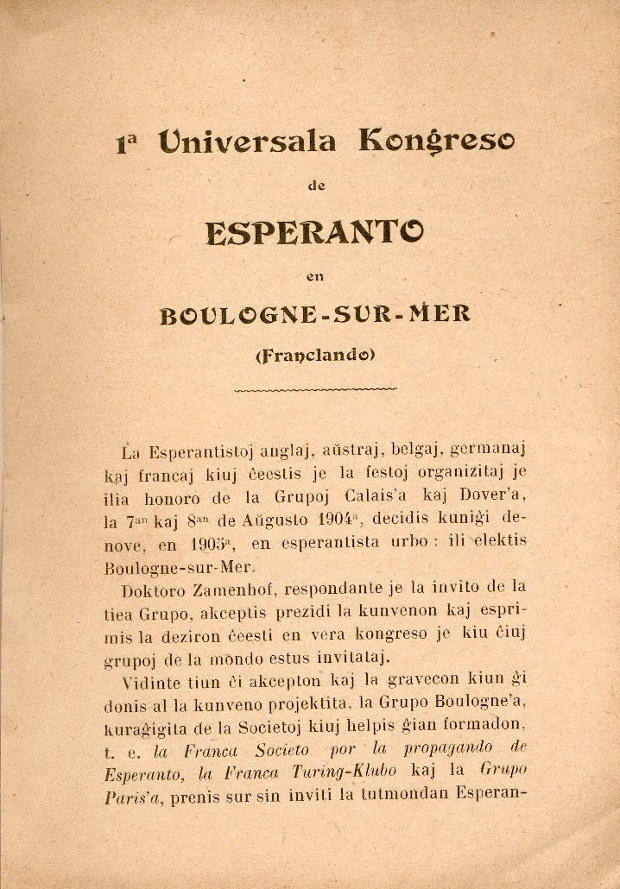 1ª Universala Kongreso
de
ESPERANTO
en
BOULOGNE-SUR-MER
(Franclando)
La Esperantistoj anglaj, aŭstraj, belgaj, germanaj
kaj francaj kiuj ĉeestis je la festoj organizitaj je
ilia honoro de la Grupoj Calais'a kaj Dover'a,
la 7ᵃⁿ kaj 8ᵃⁿ de Aŭgusto 1904ª, decidis kuniĝi de-
nove, en 1905ª, en esperantista urbo : ili elektis
Boulogne-sur-Mer.
Doktoro Zamenhof, respondante je la invito de la
tiea Grupo, akceptis prezidi la kunvenon kaj espri-
mis la deziron ĉeesti en vera kongreso je kiu ĉiuj
grupoj de la mondo estus invitataj.
Vidinte tiun ĉi akcepton kaj la gravecon kiun ĝi
donis al la kunveno projektita, la Grupo Boulogne'a,
kuraĝigita de la Societoj kiuj helpis ĝian formadon,
t. e. la Franca Societo por la propagando de
Esperanto, la Franca Turing-Klubo kaj la Grupo
Paris'a, prenis sur sin inviti la tutmondan Esperan-